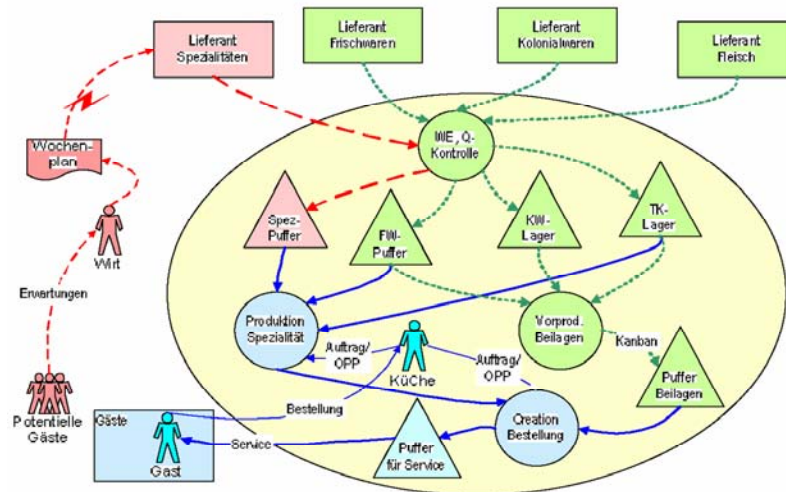 Lieferant
Spezialitäten
Lieferant
Frischwaren
Lieferant
Kolonialwaren
Lieferant
Fleisch
WE, Q-
Kontrolle
Wochen-
plan
Wirt
Erwartungen
Potentielle
Gäste
Spez-
Puffer
FW-
Puffer
KW-
Lager
TK-
Lager
Produktion
Spezialität
Auftrag/
OPP
KüChe
Auftrag/
OPP
Vorprod.
Beilagen
Kanban
Puffer
Beilagen
Bestellung
Creation
Bestellung
Gäste
Gast
Service
Puffer
für Service